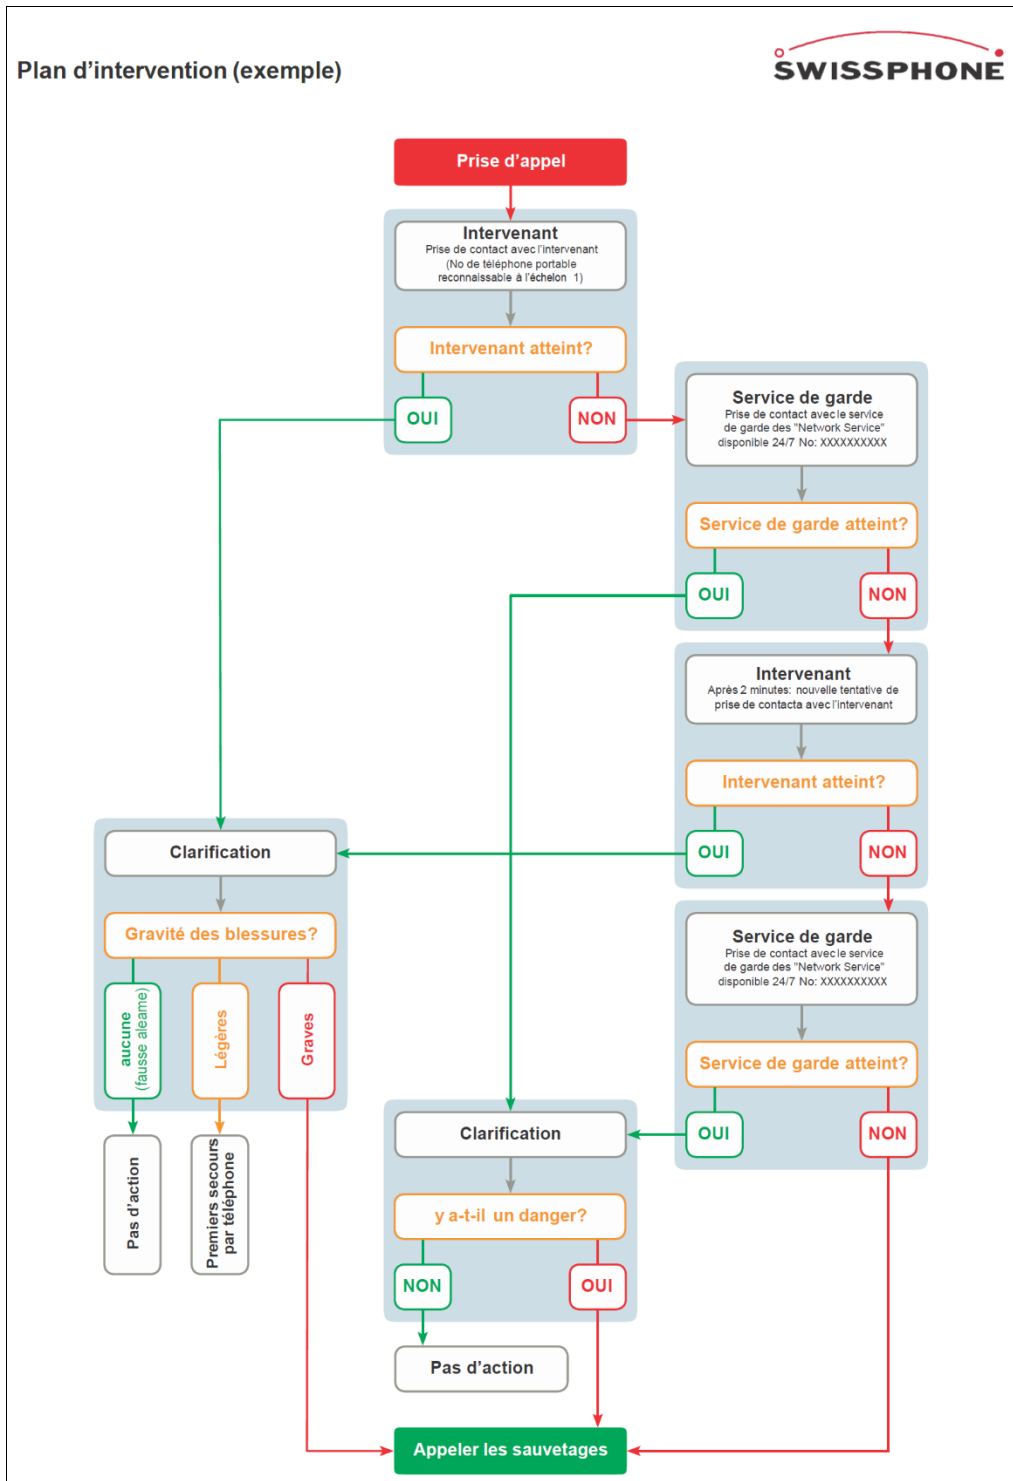 Plan d'intervention (exemple)
SWISSPHONE
Prise d'appel
Intervenant
Prise de contact avec l'intervenant
(No de téléphone portable
reconnaissable à l'échelon 1)
Intervenant atteint?
OUI
NON
Service de garde
Prise de contact avec le service
de garde des "Network Service"
disponible 24/7 No: XXXXXXXXXX
Service de garde atteint?
OUI
NON
Intervenant
Après 2 minutes: nouvelle tentative de
prise de contacta avec l'intervenant
Intervenant atteint?
OUI
NON
Clarification
Gravité des blessures?
aucune
(fausse aleame)
Légères
Graves
Pas d'action
Premiers secours
par téléphone
Service de garde
Prise de contact avec le service
de garde des "Network Service"
disponible 24/7 No: XXXXXXXXXX
Service de garde atteint?
OUI
NON
Clarification
y a-t-il un danger?
NON
OUI
Pas d'action
Appeler les sauvetages